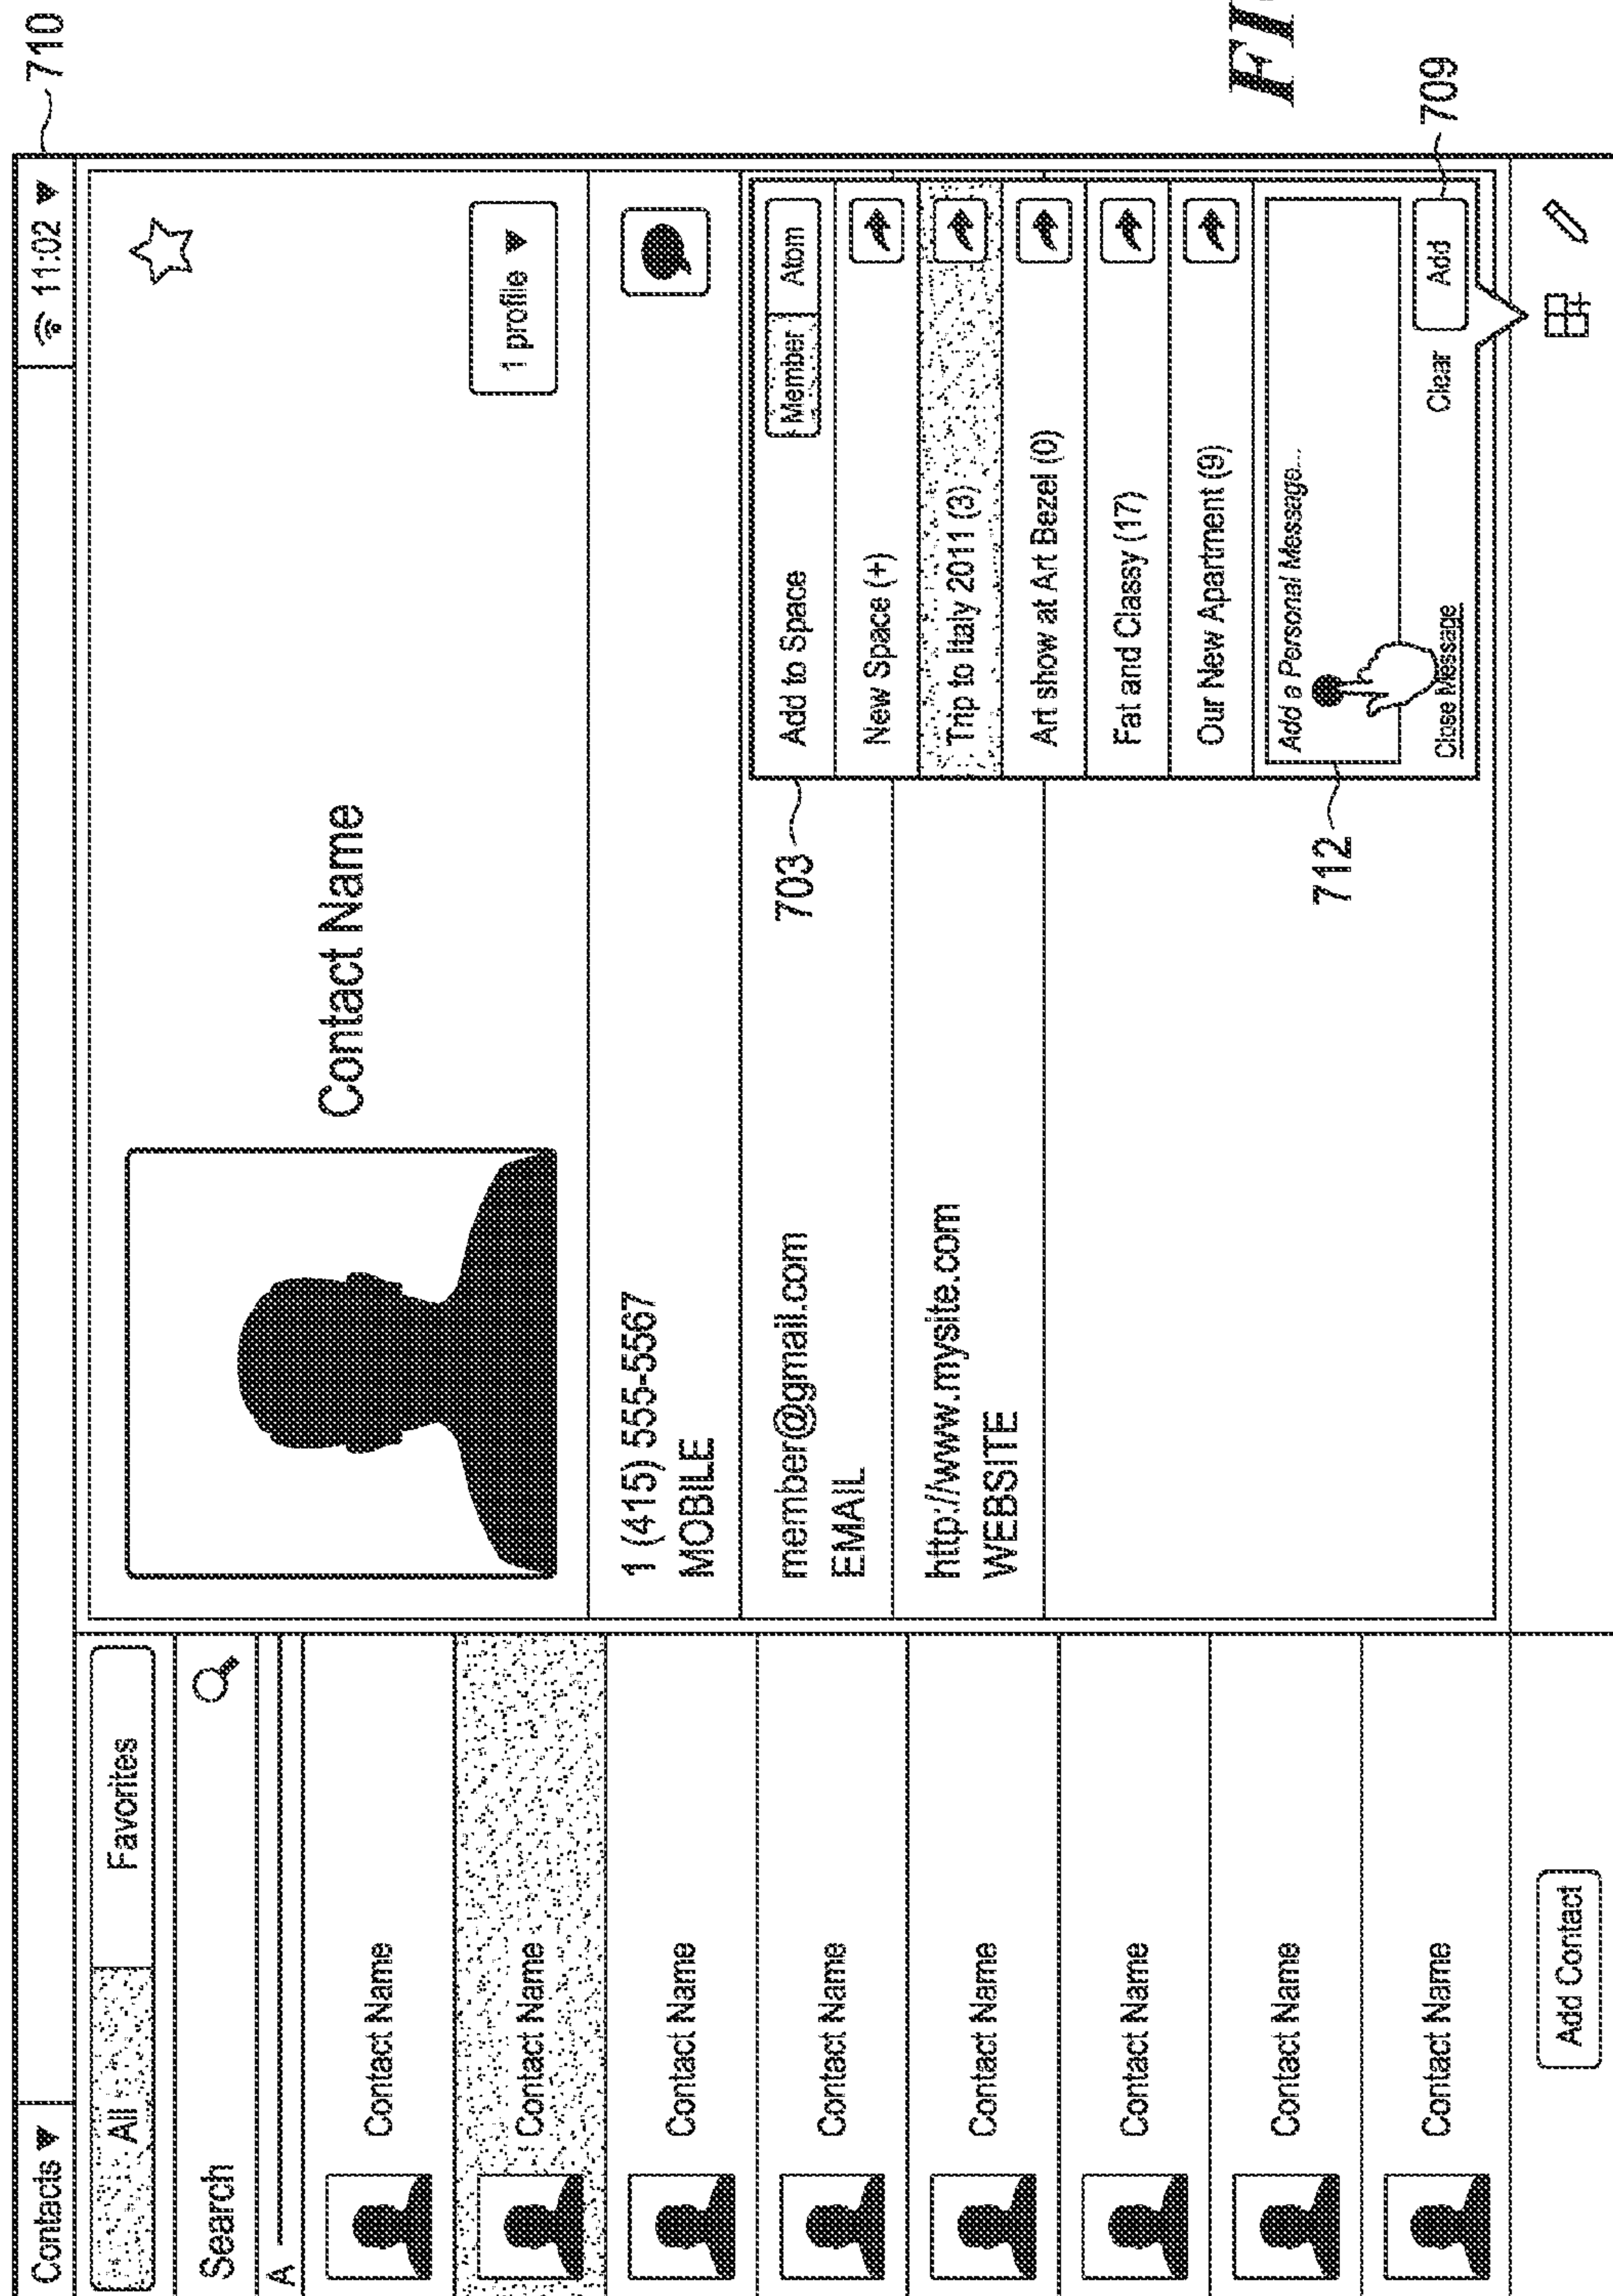 Contacts ▼
11:02 ▼
710
All
Favorites
Search
A
Contact Name
Contact Name
Contact Name
Contact Name
Contact Name
Contact Name
Contact Name
Contact Name
Add Contact
Contact Name
1 profile ▼
1 (415) 555-5567
MOBILE
member@gmail.com
EMAIL
http://www.mysite.com
WEBSITE
703
Add to Space
Member
Atom
New Space (+)
Trip to Italy 2011 (3)
Art show at Art Bezel (0)
Fat and Classy (17)
Our New Apartment (9)
712
Add a Personal Message...
Close Message
Clear
Add
709